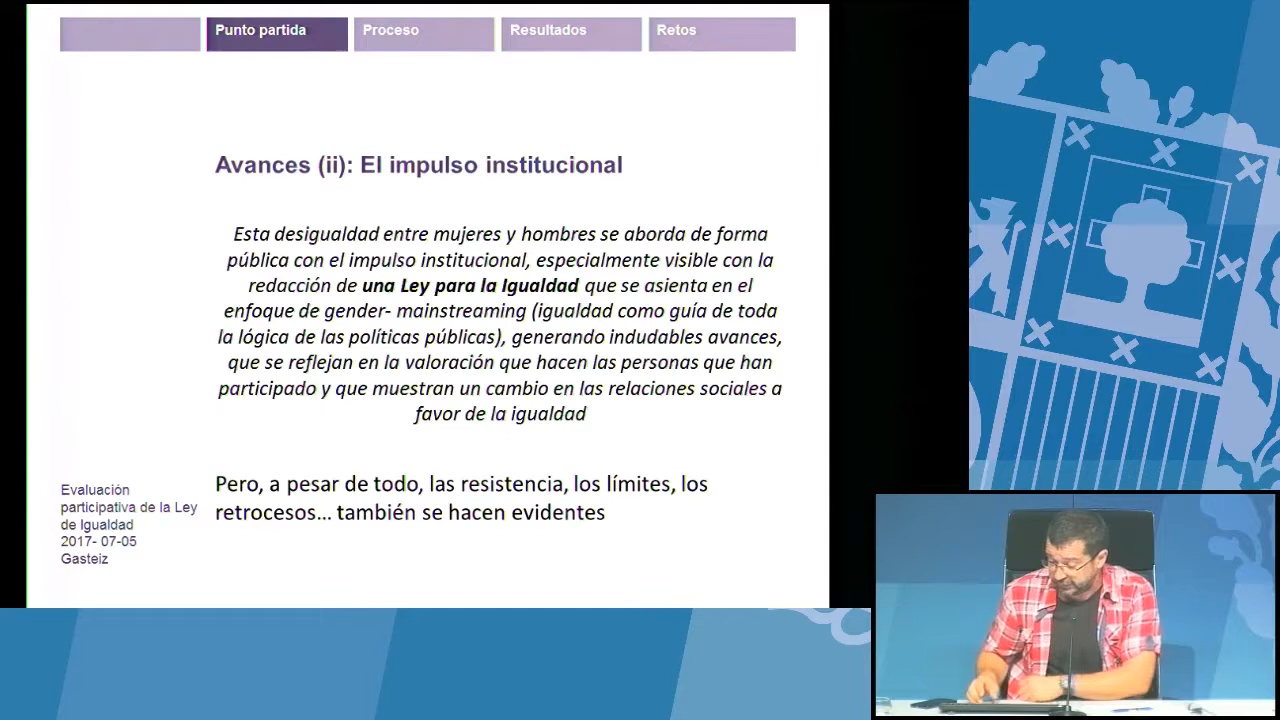 Punto partida
Proceso
Resultados
Retos
Avances (ii): El impulso institucional
Esta desigualdad entre mujeres y hombres se aborda de forma
pública con el impulso institucional, especialmente visible con la
redacción de una Ley para la Igualdad que se asienta en el
enfoque de gender- mainstreaming (igualdad como guía de toda
la lógica de las políticas públicas), generando indudables avances,
que se reflejan en la valoración que hacen las personas que han
participado y que muestran un cambio en las relaciones sociales a
favor de la igualdad
Pero, a pesar de todo, las resistencia, los límites, los
retrocesos... también se hacen evidentes
Evaluación
participativa de la Ley
de Igualdad
2017- 07-05
Gasteiz